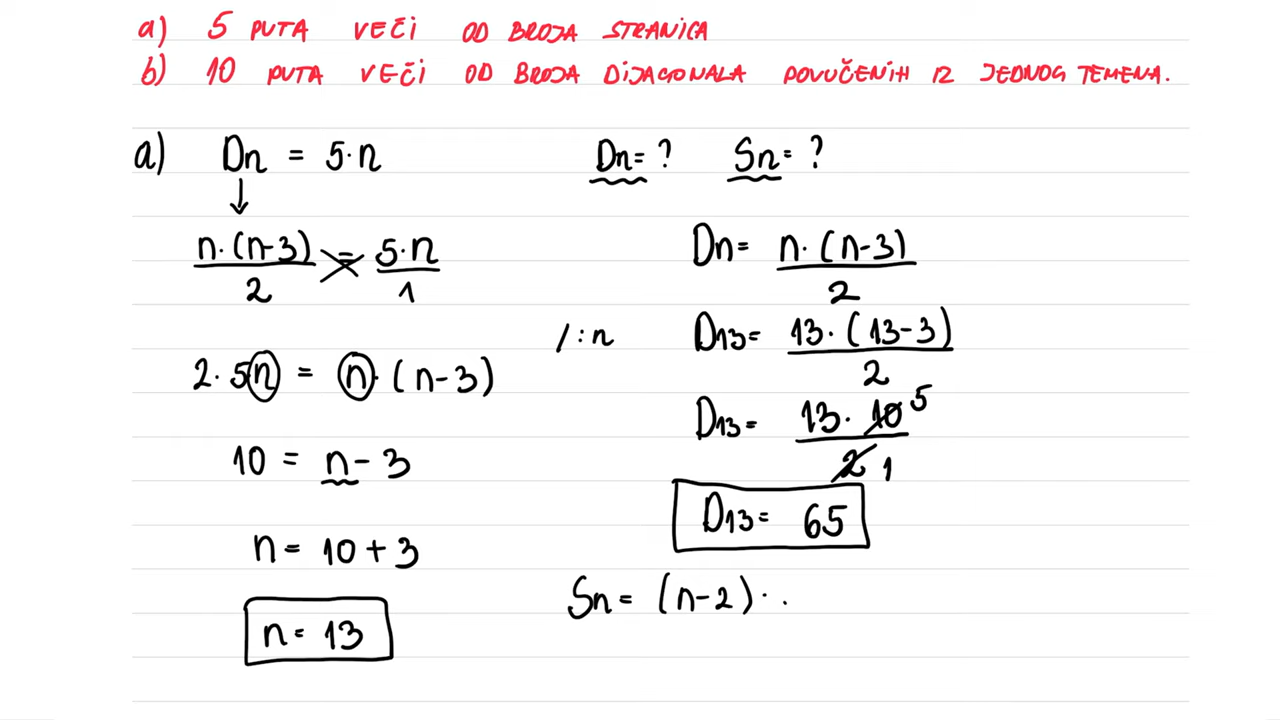 a) 5 PUTA VEČI OD BROJA STRANICA
b) 10 PUTA VEČI OD BROJA DIJAGONALA POVUČENIH IZ JEDNOG TEMENA.
a) Dn = 5·n
n·(n-3)/2 = 5·n/1
2·5n = n·(n-3) /:n
10 = n-3
n = 10+3
n = 13
Dn=? Sn=?
Dn= n·(n-3)/2
D13= 13·(13-3)/2
D13= 13·10 5/2 1
D13= 65
Sn= (n-2)·